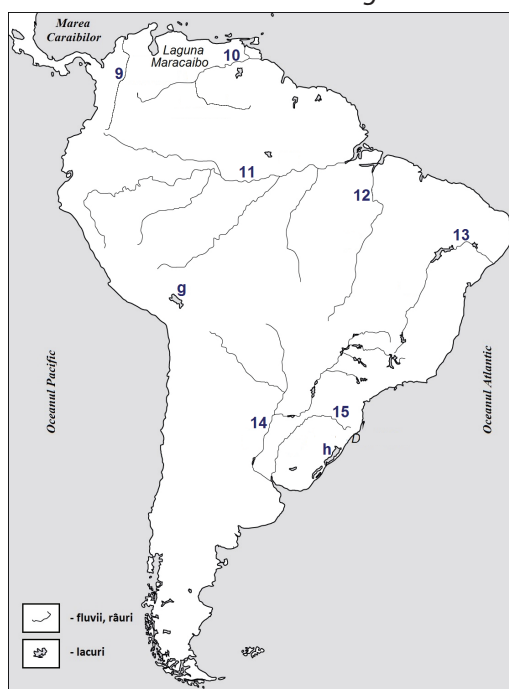 Marea
Caraibilor
Laguna
Maracaibo
10
9
11
12
13
g
Oceanul Pacific
Oceanul Atlantic
14
15
h
- fluvii, râuri
- lacuri